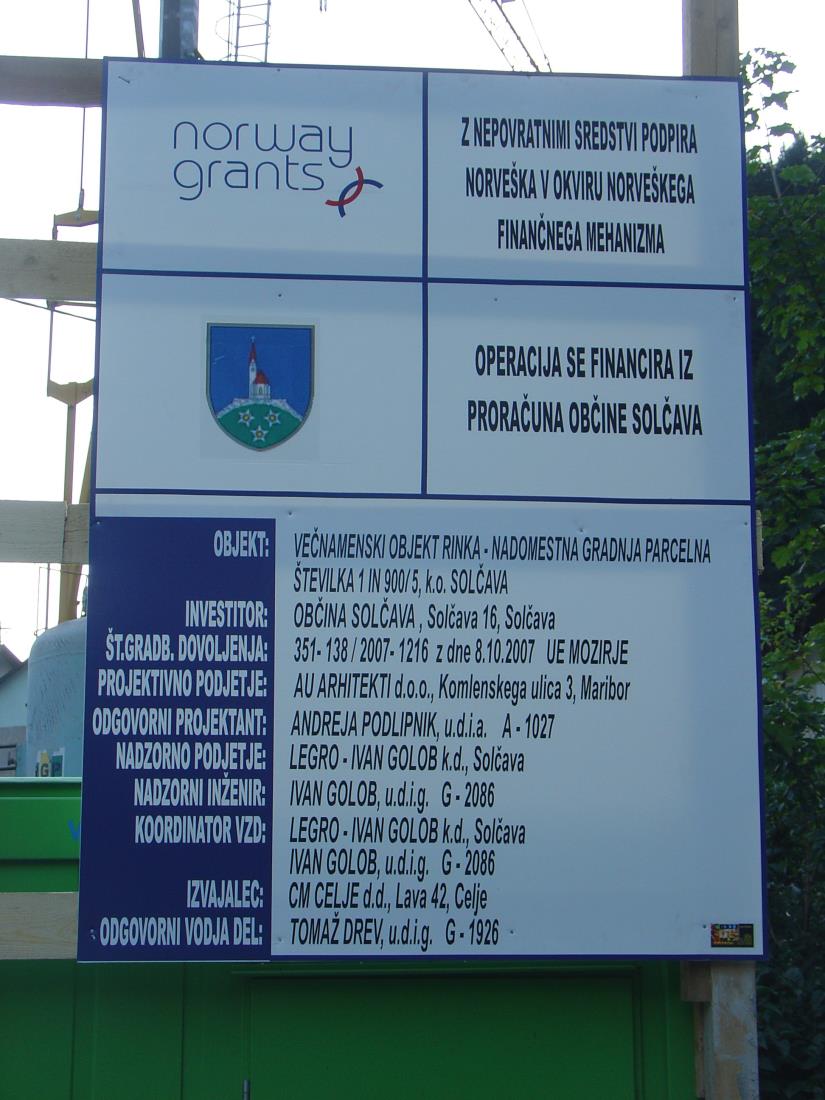 norway
grants
Z NEPOVRATNIMI SREDSTVI PODPIRA
NORVEŠKA V OKVIRU NORVEŠKEGA
FINANČNEGA MEHANIZMA
OPERACIJA SE FINANCIRA IZ
PRORAČUNA OBČINE SOLČAVA
OBJEKT: VEČNAMENSKI OBJEKT RINKA - NADOMESTNA GRADNJA PARCELNA
ŠTEVILKA 1 IN 900/5, k.o. SOLČAVA
INVESTITOR: OBČINA SOLČAVA , Solčava 16, Solčava
ŠT.GRADB. DOVOLJENJA: 351- 138 / 2007- 1216 z dne 8.10.2007 UE MOZIRJE
PROJEKTIVNO PODJETJE: AU ARHITEKTI d.o.o., Komlenskega ulica 3, Maribor
ODGOVORNI PROJEKTANT: ANDREJA PODLIPNIK, u.d.i.a. A - 1027
NADZORNO PODJETJE: LEGRO - IVAN GOLOB k.d., Solčava
NADZORNI INŽENIR: IVAN GOLOB, u.d.i.g. G - 2086
KOORDINATOR VZD: LEGRO - IVAN GOLOB k.d., Solčava
IVAN GOLOB, u.d.i.g. G - 2086
IZVAJALEC: CM CELJE d.d., Lava 42, Celje
ODGOVORNI VODJA DEL: TOMAŽ DREV, u.d.i.g. G - 1926